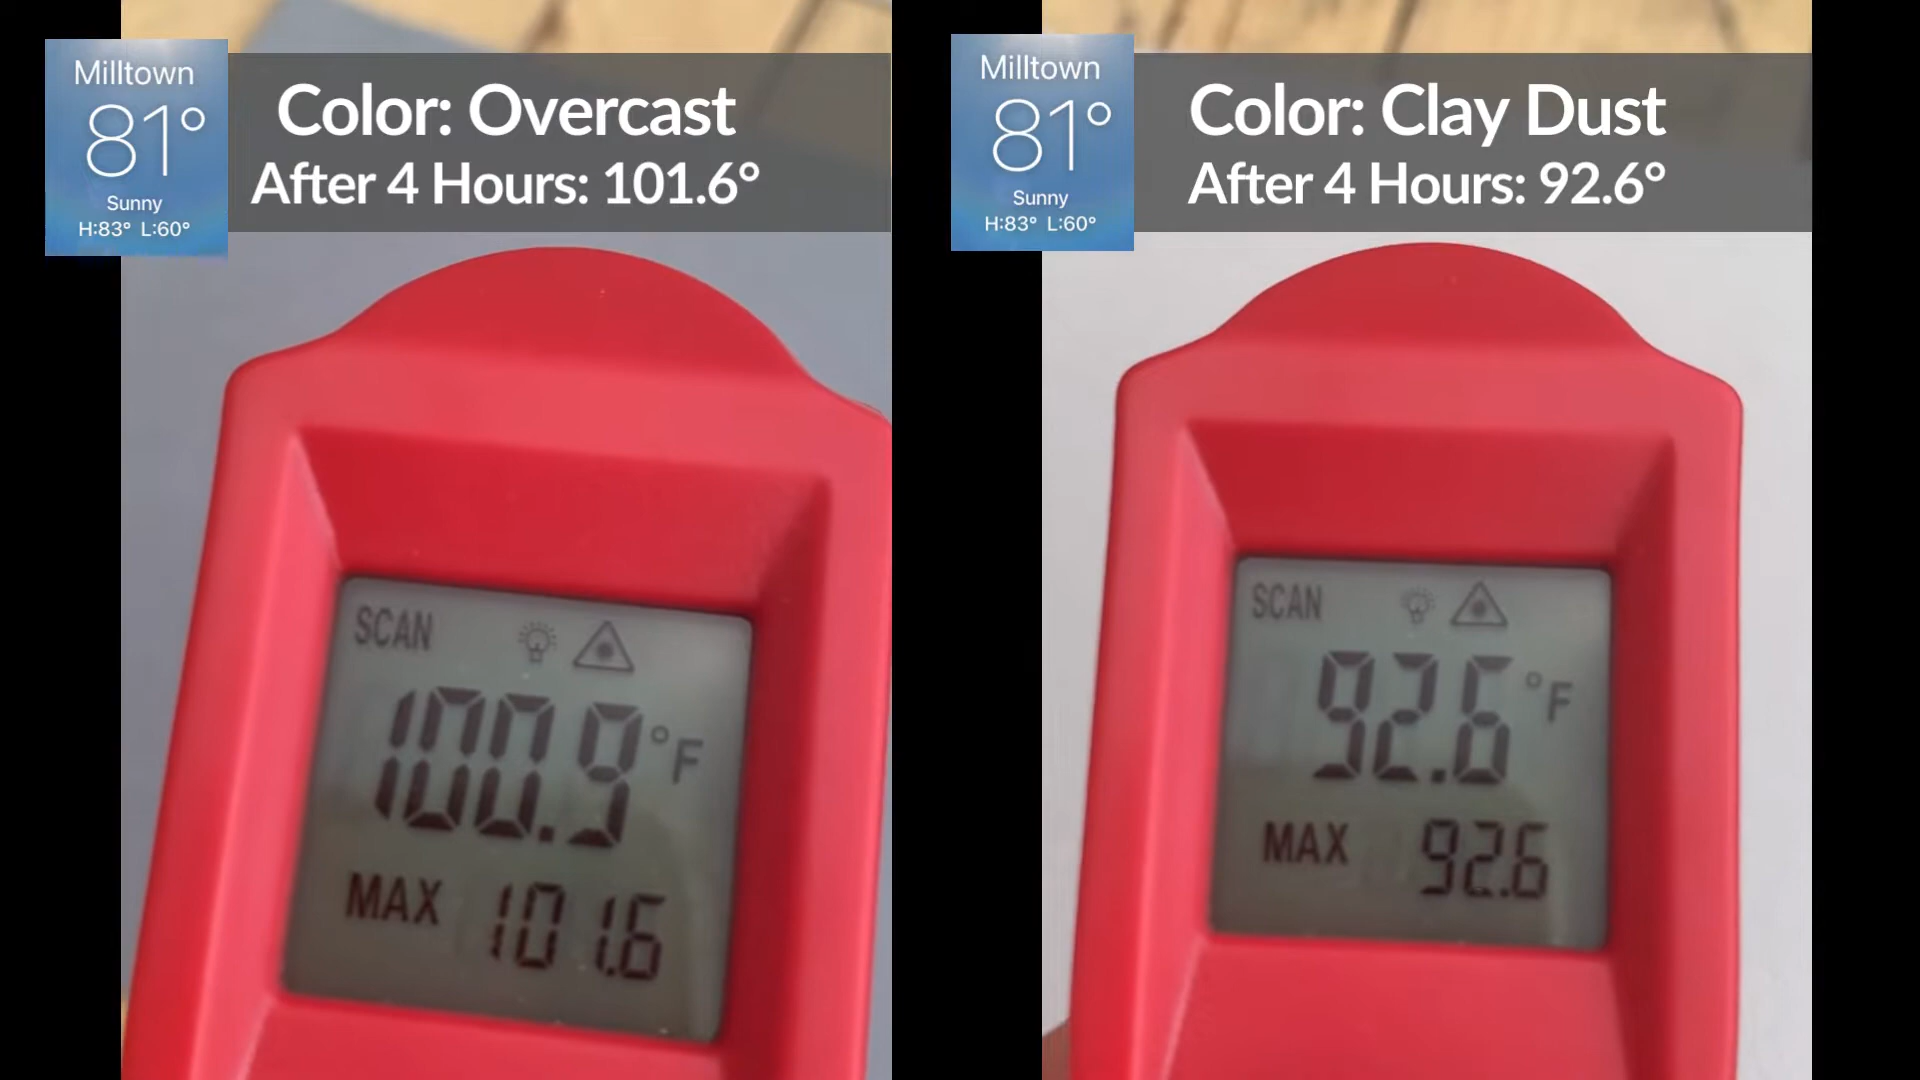 Milltown
81°
Sunny
H:83° L:60°
Color: Overcast
After 4 Hours: 101.6°
SCAN
100.9 °F
MAX 101.6
Milltown
81°
Sunny
H:83° L:60°
Color: Clay Dust
After 4 Hours: 92.6°
SCAN
92.6 °F
MAX 92.6